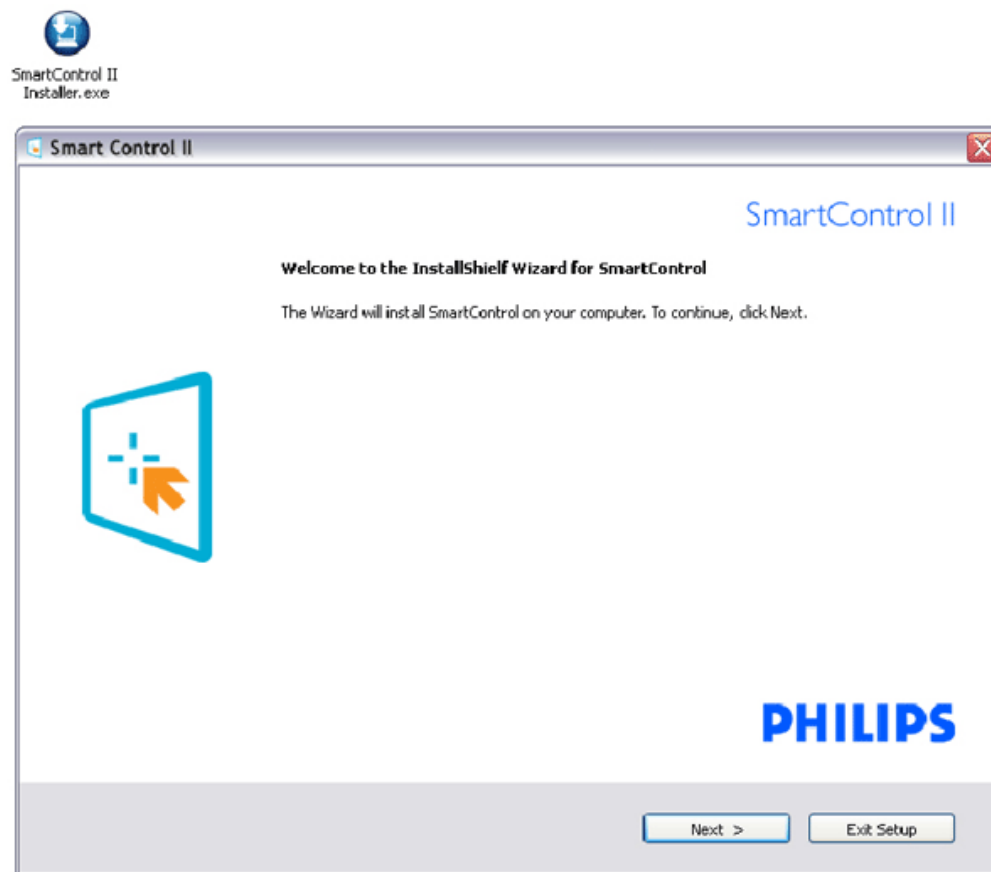 SmartControl II
Installer.exe
Smart Control II
SmartControl II
Welcome to the InstallShielf Wizard for SmartControl
The Wizard will install SmartControl on your computer. To continue, click Next.
PHILIPS
Next >
Exit Setup